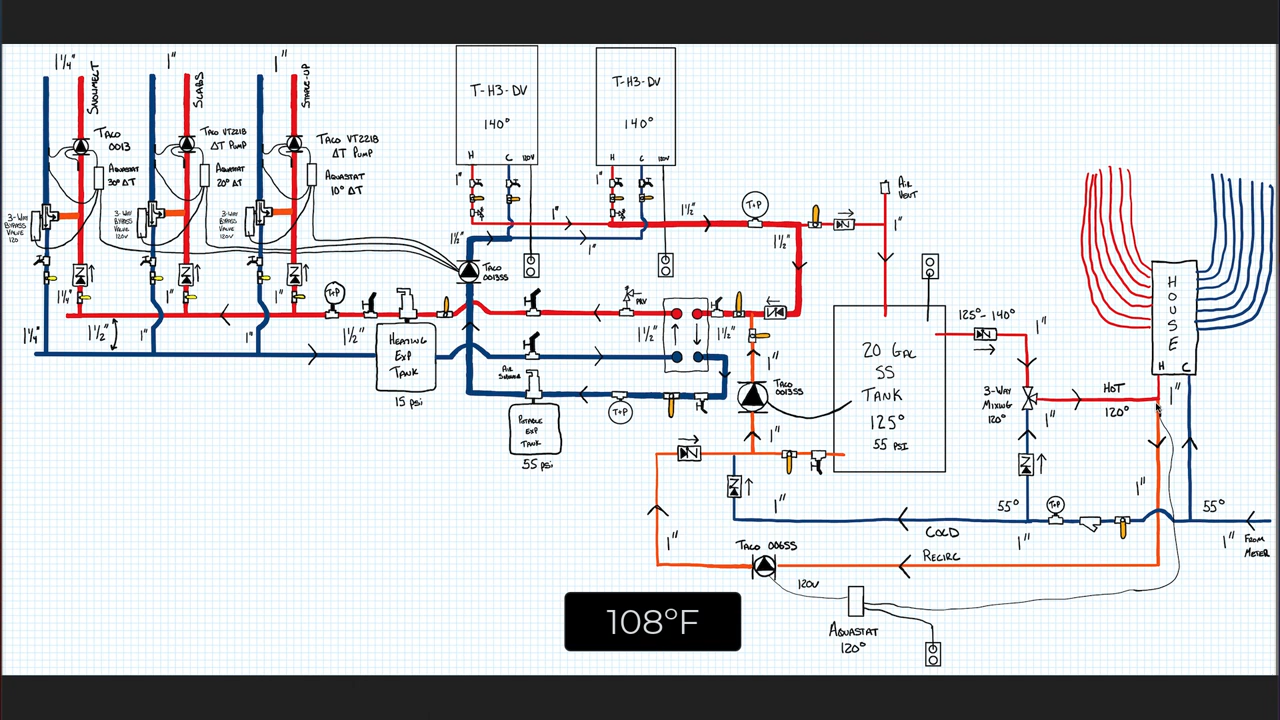 1¼"
SNOWMELT
1"
SLABS
1"
STAPLE-UP
TACO
0013
TACO VT2218
ΔT PUMP
TACO VT2218
ΔT PUMP
AQUASTAT
30° ΔT
AQUASTAT
20° ΔT
AQUASTAT
10° ΔT
3-WAY
BYPASS
VALVE
120
3-WAY
BYPASS
VALVE
120V
3-WAY
BYPASS
VALVE
120V
1¼"
1¼"
1½"
1"
1"
T+P
1½"
HEATING
EXP
TANK
15 PSI
T-H3-DV
140°
H
C
120V
T-H3-DV
140°
H
C
120V
1"
1"
1½"
1"
1½"
T+P
1½"
TACO
0013SS
PRV
1½"
1½"
AIR
POTABLE
EXP
TANK
55 PSI
T+P
AIR
VENT
1"
1"
TACO
0013SS
1"
20 GAL
SS
TANK
125°
55 PSI
125°-140°
1"
3-WAY
MIXING
120°
1"
HOT
120°
1"
HOUSE
H
C
1"
1"
COLD
55°
1"
T+P
55°
1"
FROM
METER
1"
TACO 006SS
RECIRC
120V
AQUASTAT
120°
108°F